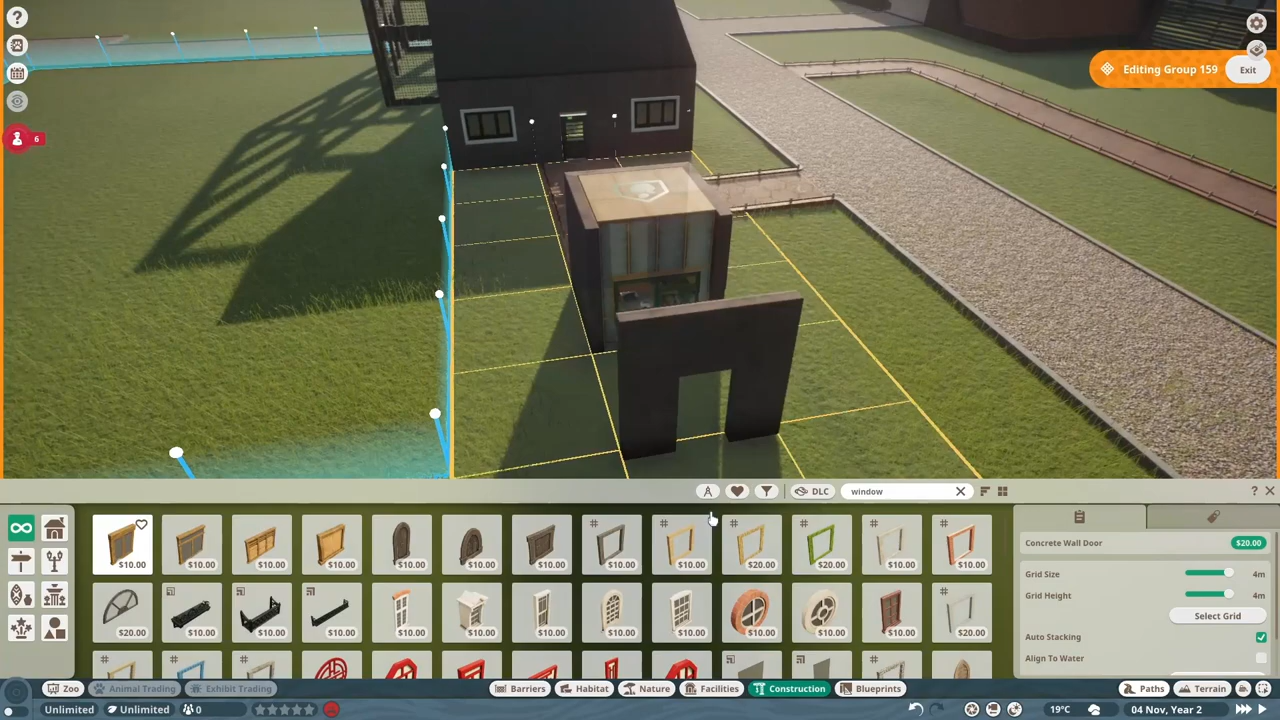 ?
Editing Group 159
Exit
6
DLC
window
?
$10.00 $10.00 $10.00 $10.00 $10.00 $10.00 $10.00 $10.00 $10.00 $20.00 $20.00 $10.00 $10.00
$20.00 $10.00 $10.00 $10.00 $10.00 $10.00 $10.00 $10.00 $10.00 $10.00 $10.00 $10.00 $20.00
Concrete Wall Door $20.00
Grid Size 4m
Grid Height 4m
Select Grid
Auto Stacking
Align To Water
Zoo Animal Trading Exhibit Trading Barriers Habitat Nature Facilities Construction Blueprints Paths Terrain
Unlimited Unlimited 0 19°C 04 Nov, Year 2